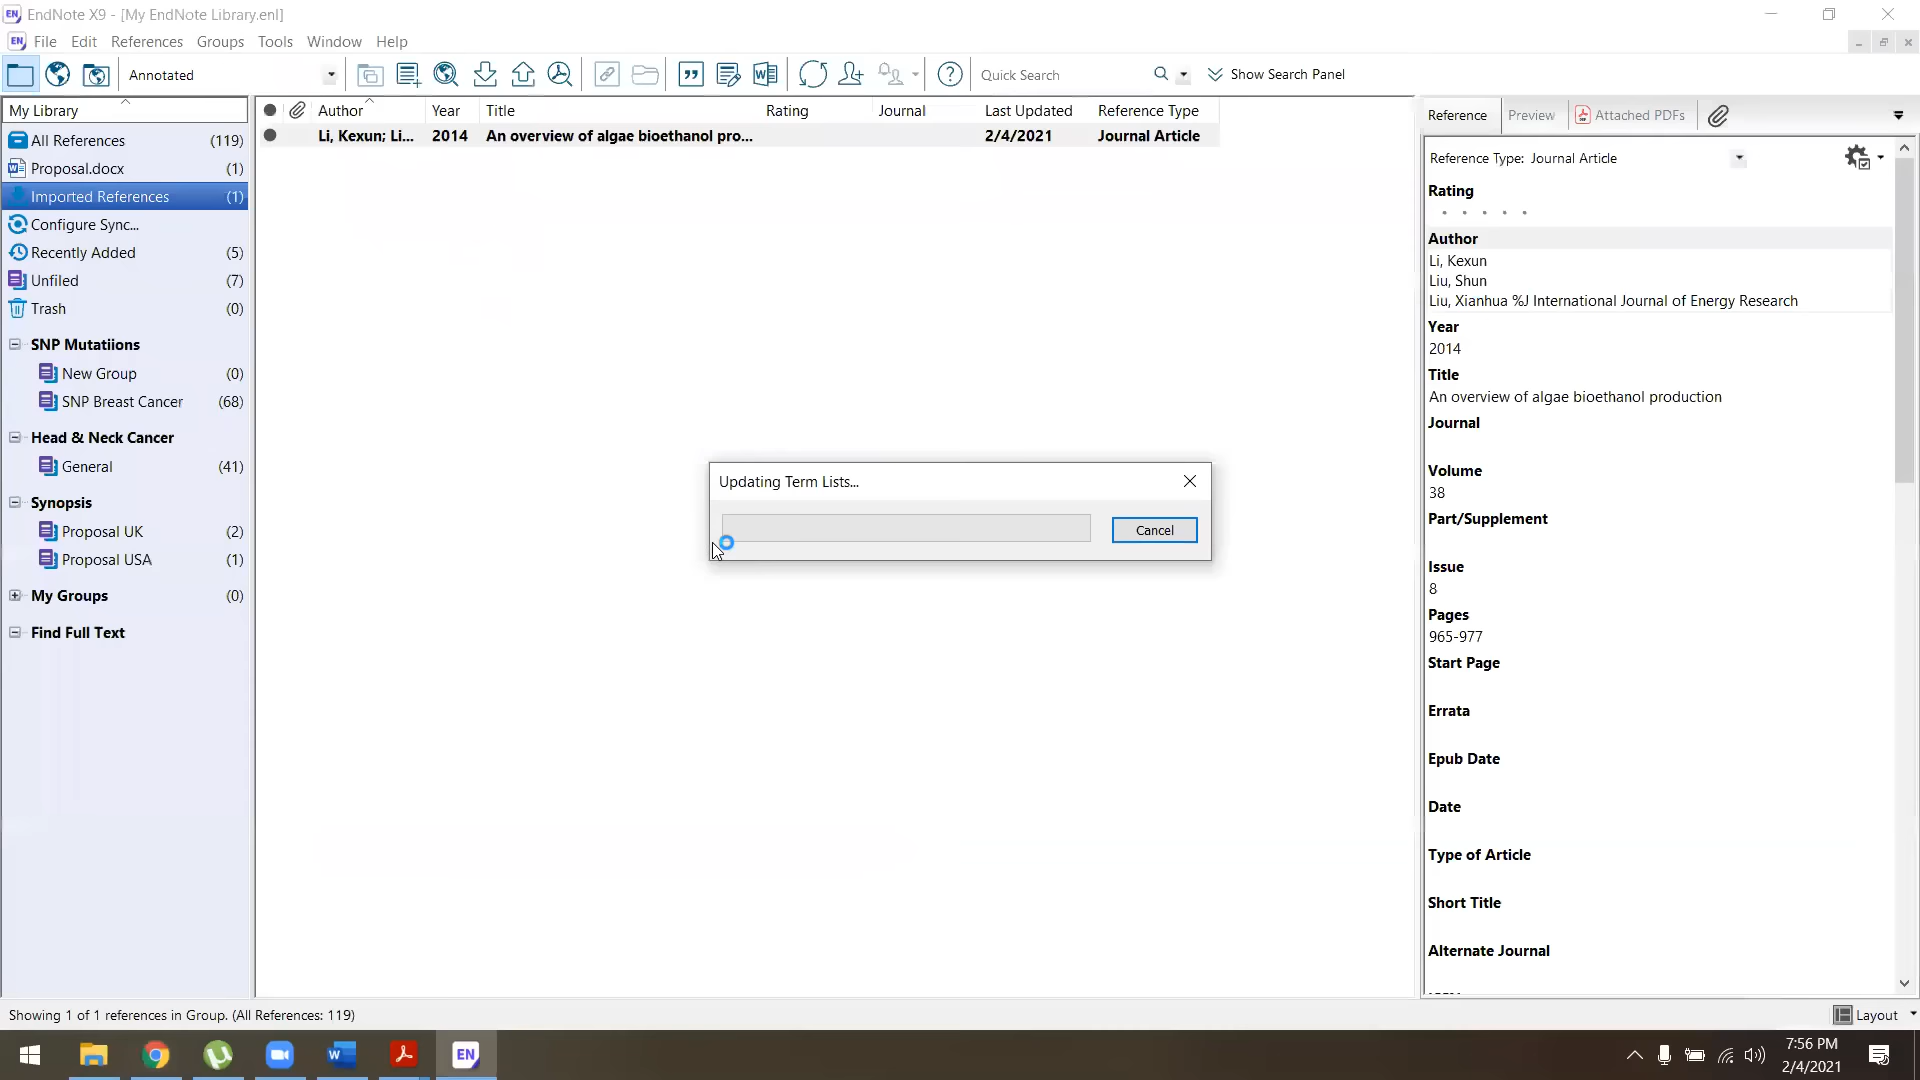 EndNote X9 - [My EndNote Library.enl]
File Edit References Groups Tools Window Help
Annotated
Quick Search
Show Search Panel
My Library
All References (119)
Proposal.docx (1)
Imported References (1)
Configure Sync...
Recently Added (5)
Unfiled (7)
Trash (0)
SNP Mutatiions
New Group (0)
SNP Breast Cancer (68)
Head & Neck Cancer
General (41)
Synopsis
Proposal UK (2)
Proposal USA (1)
My Groups (0)
Find Full Text
Author Year Title Rating Journal Last Updated Reference Type
Li, Kexun; Li... 2014 An overview of algae bioethanol pro... 2/4/2021 Journal Article
Updating Term Lists...
Cancel
Reference Preview Attached PDFs
Reference Type: Journal Article
Rating
Author
Li, Kexun
Liu, Shun
Liu, Xianhua %J International Journal of Energy Research
Year
2014
Title
An overview of algae bioethanol production
Journal
Volume
38
Part/Supplement
Issue
8
Pages
965-977
Start Page
Errata
Epub Date
Date
Type of Article
Short Title
Alternate Journal
Showing 1 of 1 references in Group. (All References: 119)
Layout
7:56 PM
2/4/2021